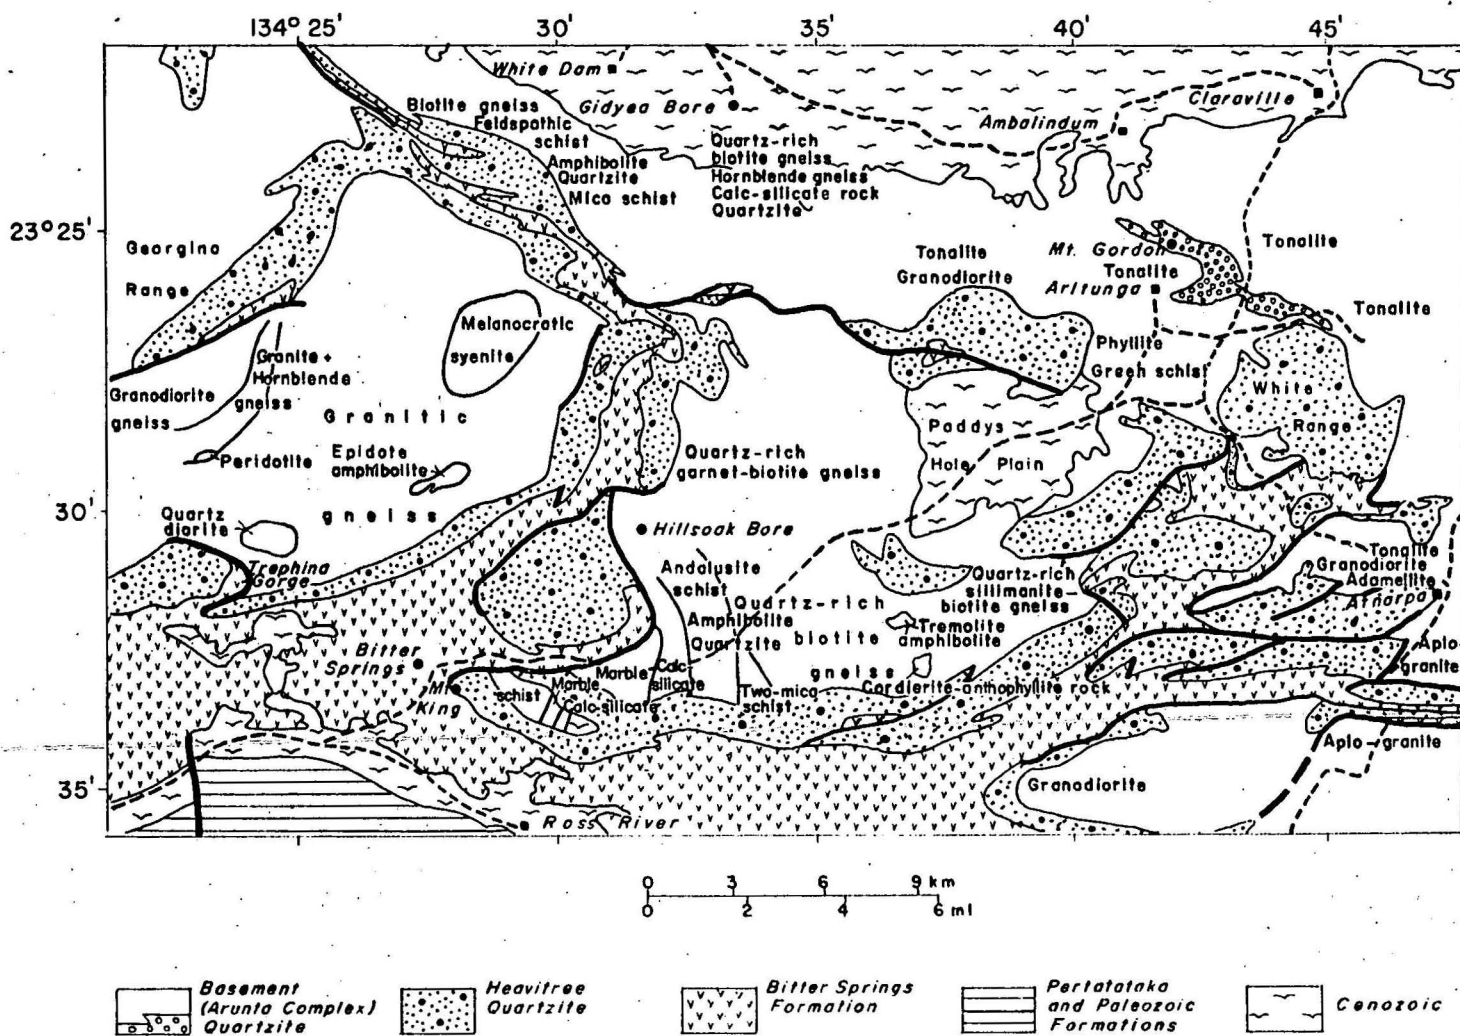 134° 25' 30' 35' 40' 45'
White Dam
Gidyea Bore
Claraville
Ambalindum
Biotite gneiss
Feldspathic
schist
Amphibolite
Quartzite
Mica schist
Quartz-rich
biotite gneiss
Hornblende gneiss
Calc-silicate rock
Quartzite
23° 25'
Georgina
Range
Tonalite
Granodiorite
Mt. Gordon
Tonalite
Arltunga
Tonalite
Tonalite
Melanocratic
syenite
Granite +
Hornblende
gneiss
Granodiorite
gneiss
Phyllite
Green schist
White
Range
Granitic
gneiss
Peridotite
Epidote
amphibolite
Quartz-rich
garnet-biotite gneiss
Paddys
Hole Plain
30'
Quartz
diorite
Hillsoak Bore
Trephina
Gorge
Andalusite
schist
Quartz-rich
biotite
gneiss
Amphibolite
Quartzite
Quartz-rich
sillimanite-
biotite gneiss
Tremolite
amphibolite
Tonalite
Granodiorite
Adamellite
Atnarpa
Bitter
Springs
Mt.
King
schist
Marble
Calc-silicate
Marble
Calc-
silicate
Two-mica
schist
Cordierite-anthophyllite rock
Aplo-
granite
Aplo-granite
Granodiorite
35'
Ross River
0 3 6 9 km
0 2 4 6 mi
Basement
(Arunta Complex)
Quartzite
Heavitree
Quartzite
Bitter Springs
Formation
Pertatataka
and Paleozoic
Formations
Cenozoic